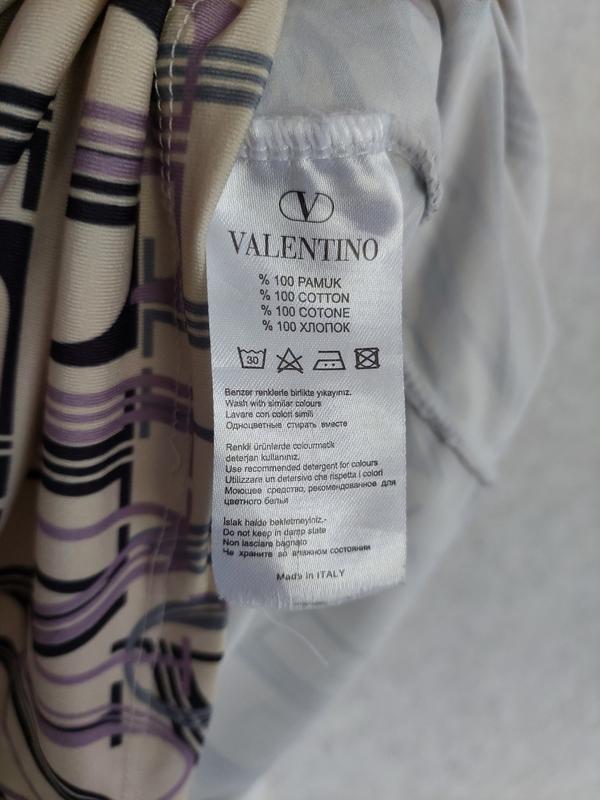 V
VALENTINO
% 100 PAMUK
% 100 COTTON
% 100 COTONE
% 100 ХЛОПОК
30
Benzer renklerle birlikte yıkayınız.
Wash with similar colours
Lavare con colori simili
Одноцветные стирать вместе
Renkli ürünlerde colourmatik
deterjan kullanınız.
Use recommended detergent for colours
Utilizzare un detersivo che rispetta i colori
Моющее средство, рекомендованное для
цветного белья
Islak halde bekletmeyiniz.
Do not keep in damp state
Non lasciare bagnato
Не храните во влажном состоянии
Made in ITALY